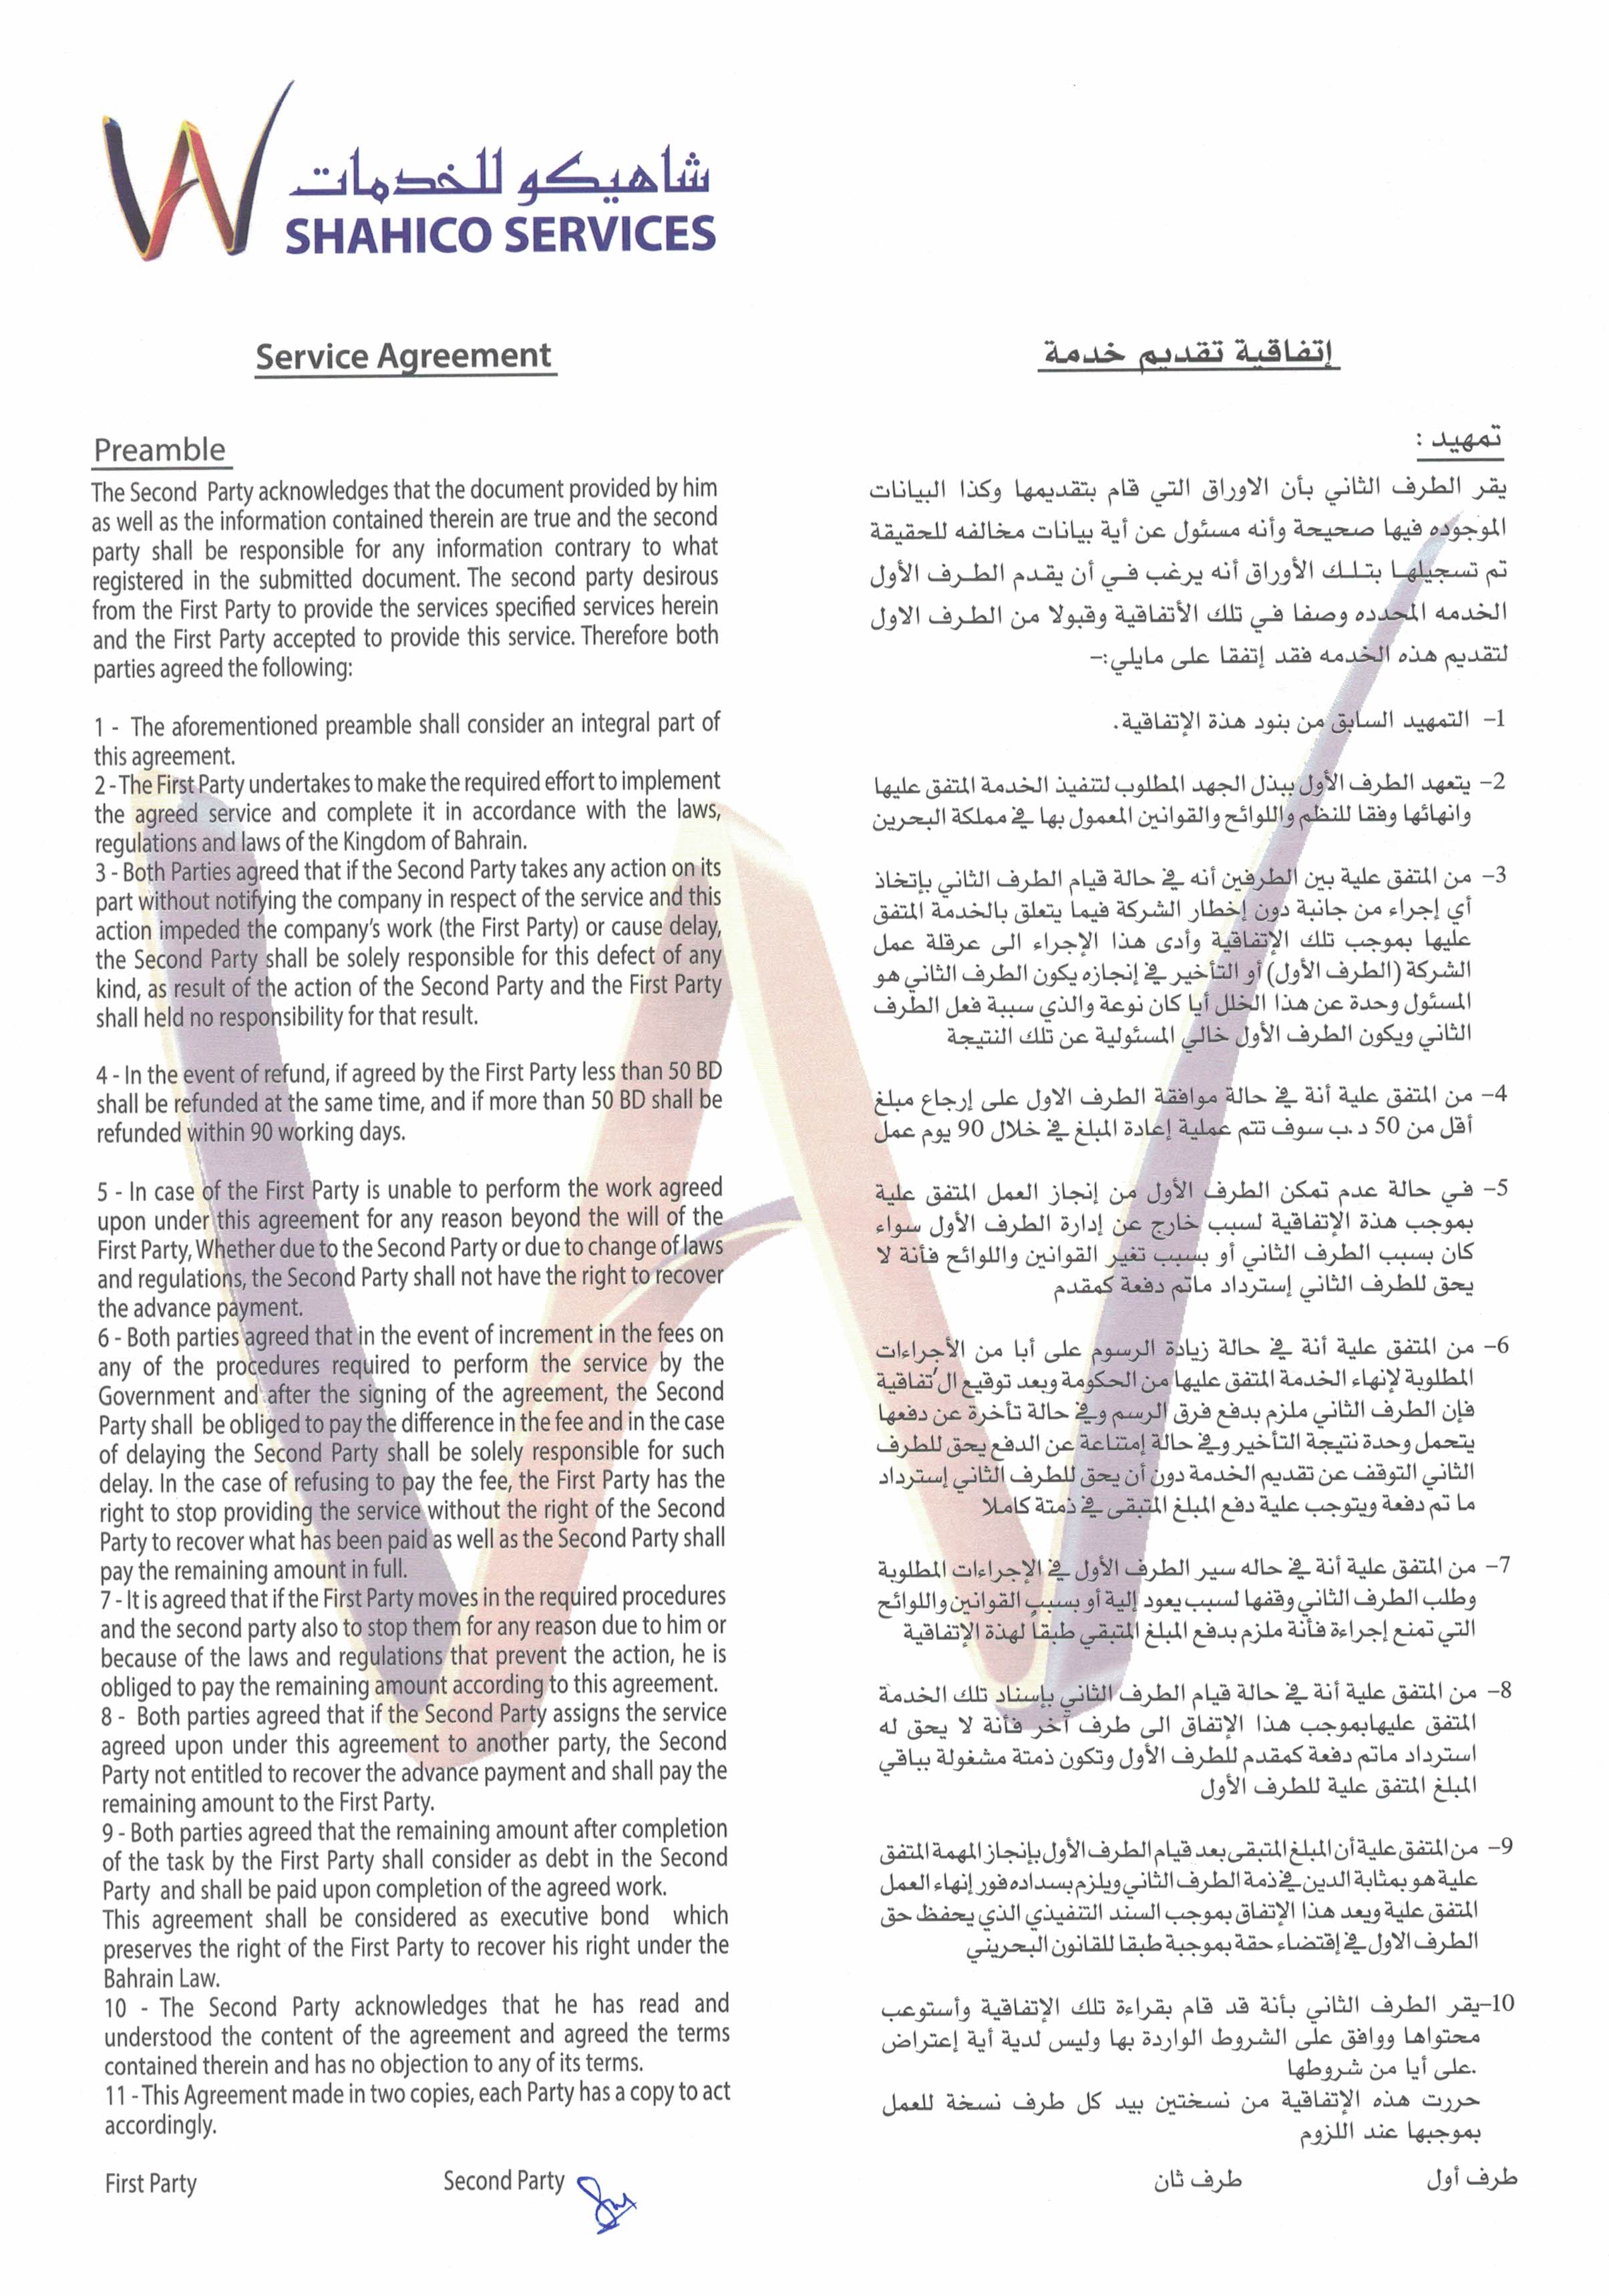 شاهيكو للخدمات
SHAHICO SERVICES
Service Agreement
Preamble
The Second Party acknowledges that the document provided by him
as well as the information contained therein are true and the second
party shall be responsible for any information contrary to what
registered in the submitted document. The second party desirous
from the First Party to provide the services specified services herein
and the First Party accepted to provide this service. Therefore both
parties agreed the following:
1 - The aforementioned preamble shall consider an integral part of
this agreement.
2 - The First Party undertakes to make the required effort to implement
the agreed service and complete it in accordance with the laws,
regulations and laws of the Kingdom of Bahrain.
3 - Both Parties agreed that if the Second Party takes any action on its
part without notifying the company in respect of the service and this
action impeded the company's work (the First Party) or cause delay,
the Second Party shall be solely responsible for this defect of any
kind, as result of the action of the Second Party and the First Party
shall held no responsibility for that result.
4 - In the event of refund, if agreed by the First Party less than 50 BD
shall be refunded at the same time, and if more than 50 BD shall be
refunded within 90 working days.
5 - In case of the First Party is unable to perform the work agreed
upon under this agreement for any reason beyond the will of the
First Party, Whether due to the Second Party or due to change of laws
and regulations, the Second Party shall not have the right to recover
the advance payment.
6 - Both parties agreed that in the event of increment in the fees on
any of the procedures required to perform the service by the
Government and after the signing of the agreement, the Second
Party shall be obliged to pay the difference in the fee and in the case
of delaying the Second Party shall be solely responsible for such
delay. In the case of refusing to pay the fee, the First Party has the
right to stop providing the service without the right of the Second
Party to recover what has been paid as well as the Second Party shall
pay the remaining amount in full.
7 - It is agreed that if the First Party moves in the required procedures
and the second party also to stop them for any reason due to him or
because of the laws and regulations that prevent the action, he is
obliged to pay the remaining amount according to this agreement.
8 - Both parties agreed that if the Second Party assigns the service
agreed upon under this agreement to another party, the Second
Party not entitled to recover the advance payment and shall pay the
remaining amount to the First Party.
9 - Both parties agreed that the remaining amount after completion
of the task by the First Party shall consider as debt in the Second
Party and shall be paid upon completion of the agreed work.
This agreement shall be considered as executive bond which
preserves the right of the First Party to recover his right under the
Bahrain Law.
10 - The Second Party acknowledges that he has read and
understood the content of the agreement and agreed the terms
contained therein and has no objection to any of its terms.
11 - This Agreement made in two copies, each Party has a copy to act
accordingly.
First Party Second Party
إتفاقية تقديم خدمة
تمهيد :
يقر الطرف الثاني بأن الاوراق التي قام بتقديمها وكذا البيانات
الموجوده فيها صحيحة وأنه مسئول عن أية بيانات مخالفه للحقيقة
تم تسجيلها بتلك الأوراق أنه يرغب في أن يقدم الطرف الأول
الخدمه المحدده وصفا في تلك الأتفاقية وقبولا من الطرف الاول
لتقديم هذه الخدمه فقد إتفقا على مايلي:-
1- التمهيد السابق من بنود هذة الإتفاقية.
2- يتعهد الطرف الأول ببذل الجهد المطلوب لتنفيذ الخدمة المتفق عليها
وانهائها وفقا للنظم واللوائح والقوانين المعمول بها في مملكة البحرين
3- من المتفق علية بين الطرفين أنه في حالة قيام الطرف الثاني بإتخاذ
أي إجراء من جانبة دون إخطار الشركة فيما يتعلق بالخدمة المتفق
عليها بموجب تلك الإتفاقية وأدى هذا الإجراء الى عرقلة عمل
الشركة (الطرف الأول) أو التأخير في إنجازه يكون الطرف الثاني هو
المسئول وحدة عن هذا الخلل أيا كان نوعة والذي سببة فعل الطرف
الثاني ويكون الطرف الأول خالي المسئولية عن تلك النتيجة
4- من المتفق علية أنة في حالة موافقة الطرف الاول على إرجاع مبلغ
أقل من 50 د.ب سوف تتم عملية إعادة المبلغ في خلال 90 يوم عمل
5- في حالة عدم تمكن الطرف الأول من إنجاز العمل المتفق علية
بموجب هذة الإتفاقية لسبب خارج عن إدارة الطرف الأول سواء
كان بسبب الطرف الثاني أو بسبب تغير القوانين واللوائح فأنة لا
يحق للطرف الثاني إسترداد ماتم دفعة كمقدم
6- من المتفق علية أنة في حالة زيادة الرسوم على أبا من الأجراءات
المطلوبة لإنهاء الخدمة المتفق عليها من الحكومة وبعد توقيع ال'تفاقية
فإن الطرف الثاني ملزم بدفع فرق الرسم وفي حالة تأخرة عن دفعها
يتحمل وحدة نتيجة التأخير وفي حالة إمتناعة عن الدفع يحق للطرف
الثاني التوقف عن تقديم الخدمة دون أن يحق للطرف الثاني إسترداد
ما تم دفعة ويتوجب علية دفع المبلغ المتبقى في ذمتة كاملا
7- من المتفق علية أنة في حاله سير الطرف الأول في الإجراءات المطلوبة
وطلب الطرف الثاني وقفها لسبب يعود إلية أو بسبب القوانين واللوائح
التي تمنع إجراءة فأنة ملزم بدفع المبلغ المتبقي طبقاً لهذة الإتفاقية
8- من المتفق علية أنة في حالة قيام الطرف الثاني بإسناد تلك الخدمة
المتفق عليهابموجب هذا الإتفاق الى طرف آخر فأنة لا يحق له
استرداد ماتم دفعة كمقدم للطرف الأول وتكون ذمتة مشغولة بباقي
المبلغ المتفق علية للطرف الأول
9- من المتفق علية أن المبلغ المتبقى بعد قيام الطرف الأول بإنجاز المهمة المتفق
علية هو بمثابة الدين في ذمة الطرف الثاني ويلزم بسداده فور إنهاء العمل
المتفق علية ويعد هذا الإتفاق بموجب السند التنفيذي الذي يحفظ حق
الطرف الاول في إقتضاء حقة بموجبة طبقا للقانون البحريني
10-يقر الطرف الثاني بأنة قد قام بقراءة تلك الإتفاقية وأستوعب
محتواها ووافق على الشروط الواردة بها وليس لدية أية إعتراض
.على أيا من شروطها
حررت هذه الإتفاقية من نسختين بيد كل طرف نسخة للعمل
بموجبها عند اللزوم
طرف أول طرف ثان